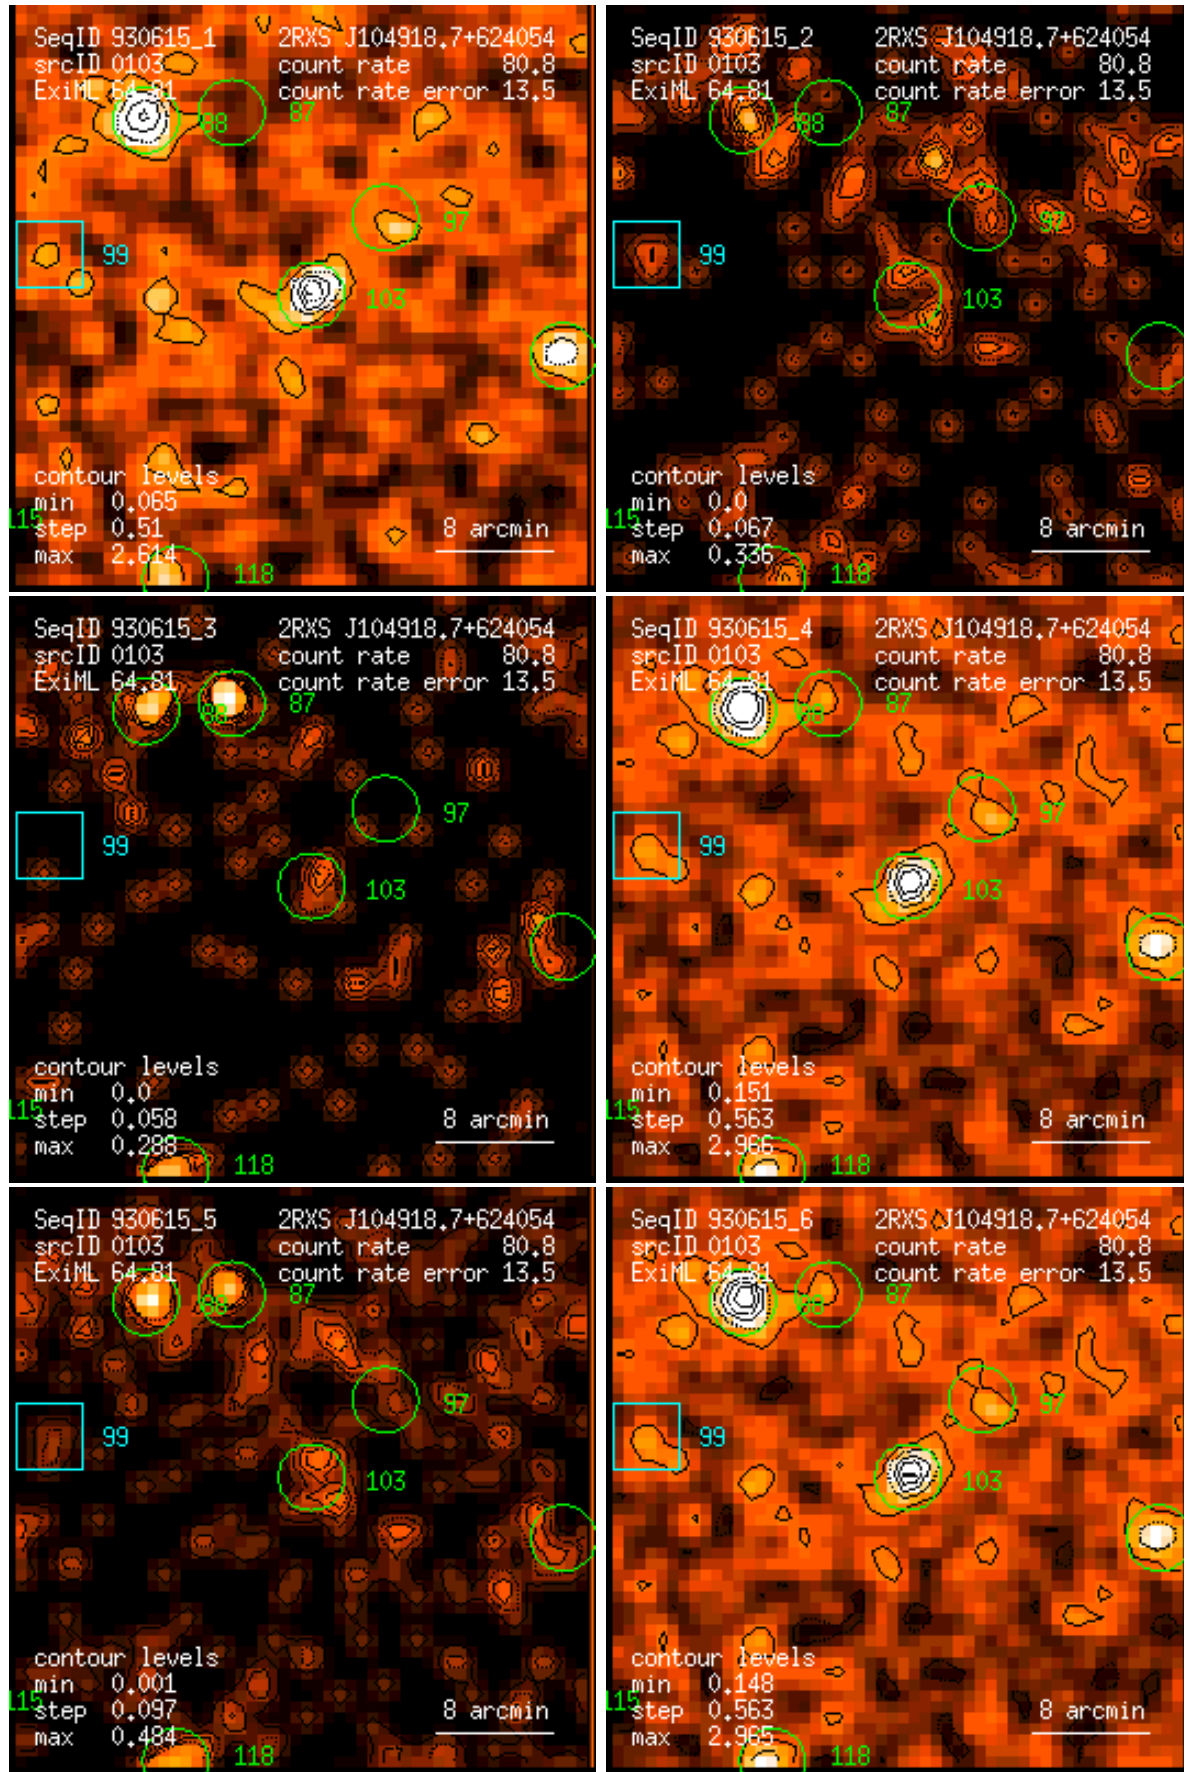 SeqID 930615_1 2RXS J104918.7+624054
srcID 0103 count rate 80.8
ExiML 64.81 count rate error 13.5
88 87
97
99
103
contour levels
min 0.065
115
step 0.51 8 arcmin
max 2.614
118
SeqID 930615_2 2RXS J104918.7+624054
srcID 0103 count rate 80.8
ExiML 64.81 count rate error 13.5
88 87
97
99
103
contour levels
min 0.0
115
step 0.067 8 arcmin
max 0.336
118
SeqID 930615_3 2RXS J104918.7+624054
srcID 0103 count rate 80.8
ExiML 64.81 count rate error 13.5
88 87
97
99
103
contour levels
min 0.0
115
step 0.058 8 arcmin
max 0.288
118
SeqID 930615_4 2RXS J104918.7+624054
srcID 0103 count rate 80.8
ExiML 64.81 count rate error 13.5
88 87
97
99
103
contour levels
min 0.151
115
step 0.563 8 arcmin
max 2.966
118
SeqID 930615_5 2RXS J104918.7+624054
srcID 0103 count rate 80.8
ExiML 64.81 count rate error 13.5
88 87
97
99
103
contour levels
min 0.001
115
step 0.097 8 arcmin
max 0.484
118
SeqID 930615_6 2RXS J104918.7+624054
srcID 0103 count rate 80.8
ExiML 64.81 count rate error 13.5
88 87
97
99
103
contour levels
min 0.148
115
step 0.563 8 arcmin
max 2.965
118